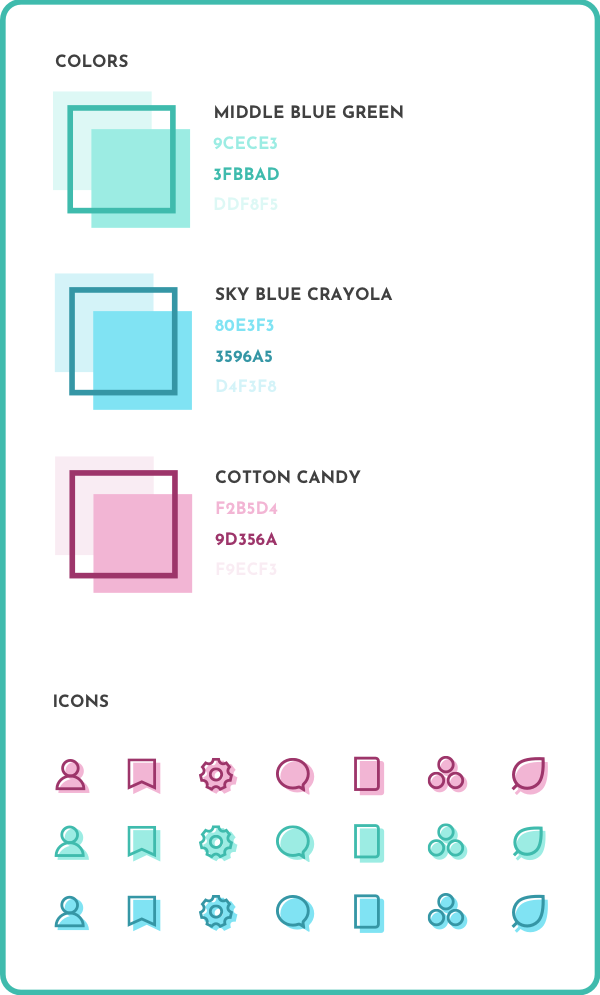 COLORS
MIDDLE BLUE GREEN
9CECE3
3FBBAD
DDF8F5
SKY BLUE CRAYOLA
80E3F3
3596A5
D4F3F8
COTTON CANDY
F2B5D4
9D356A
F9ECF3
ICONS